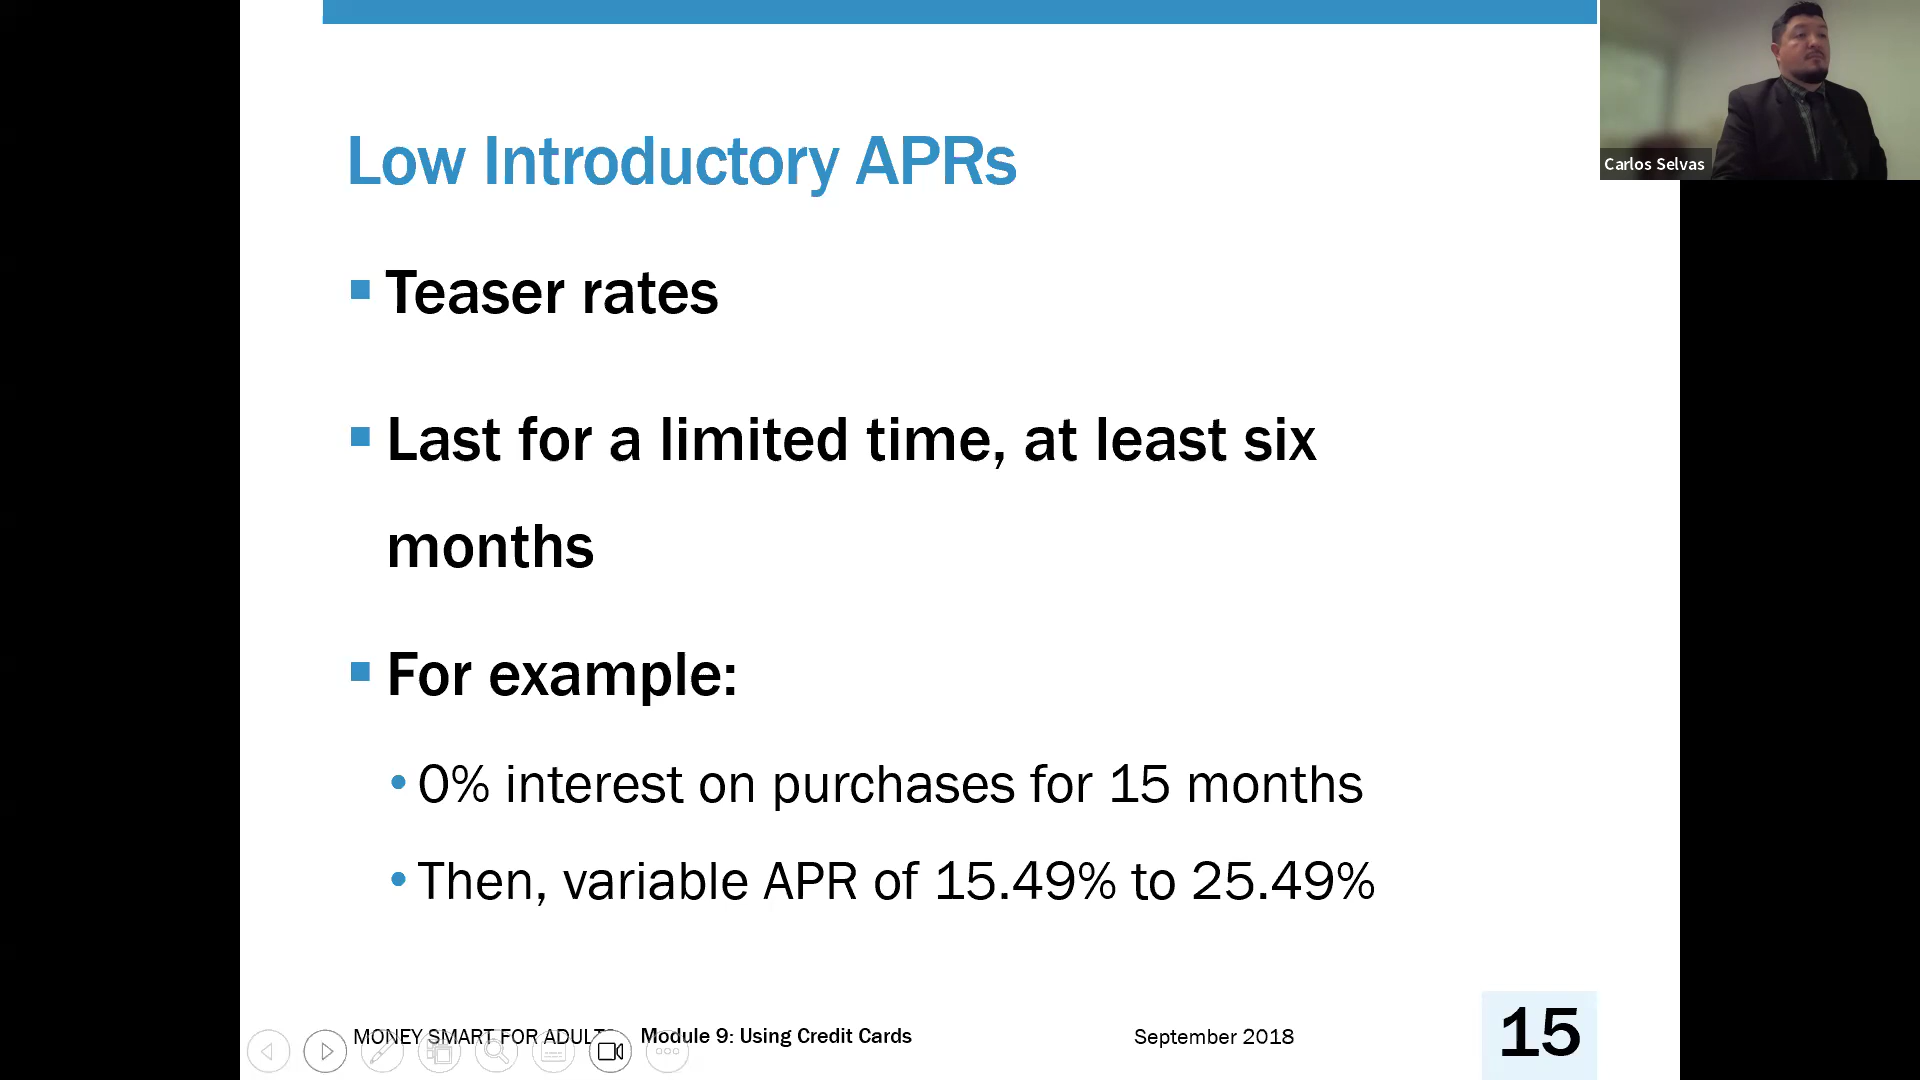 Low Introductory APRs
Teaser rates
Last for a limited time, at least six
months
For example:
0% interest on purchases for 15 months
Then, variable APR of 15.49% to 25.49%
MONEY SMART FOR ADULTS
Module 9: Using Credit Cards
September 2018
15
Carlos Selvas